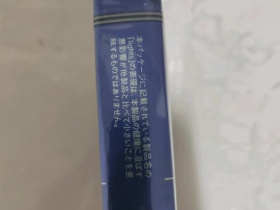 本パッケージに記載されている製品名の
「lights」の表現は、本製品の健康に及ぼす
悪影響が他製品と比べて小さいことを意
味するものではありません。